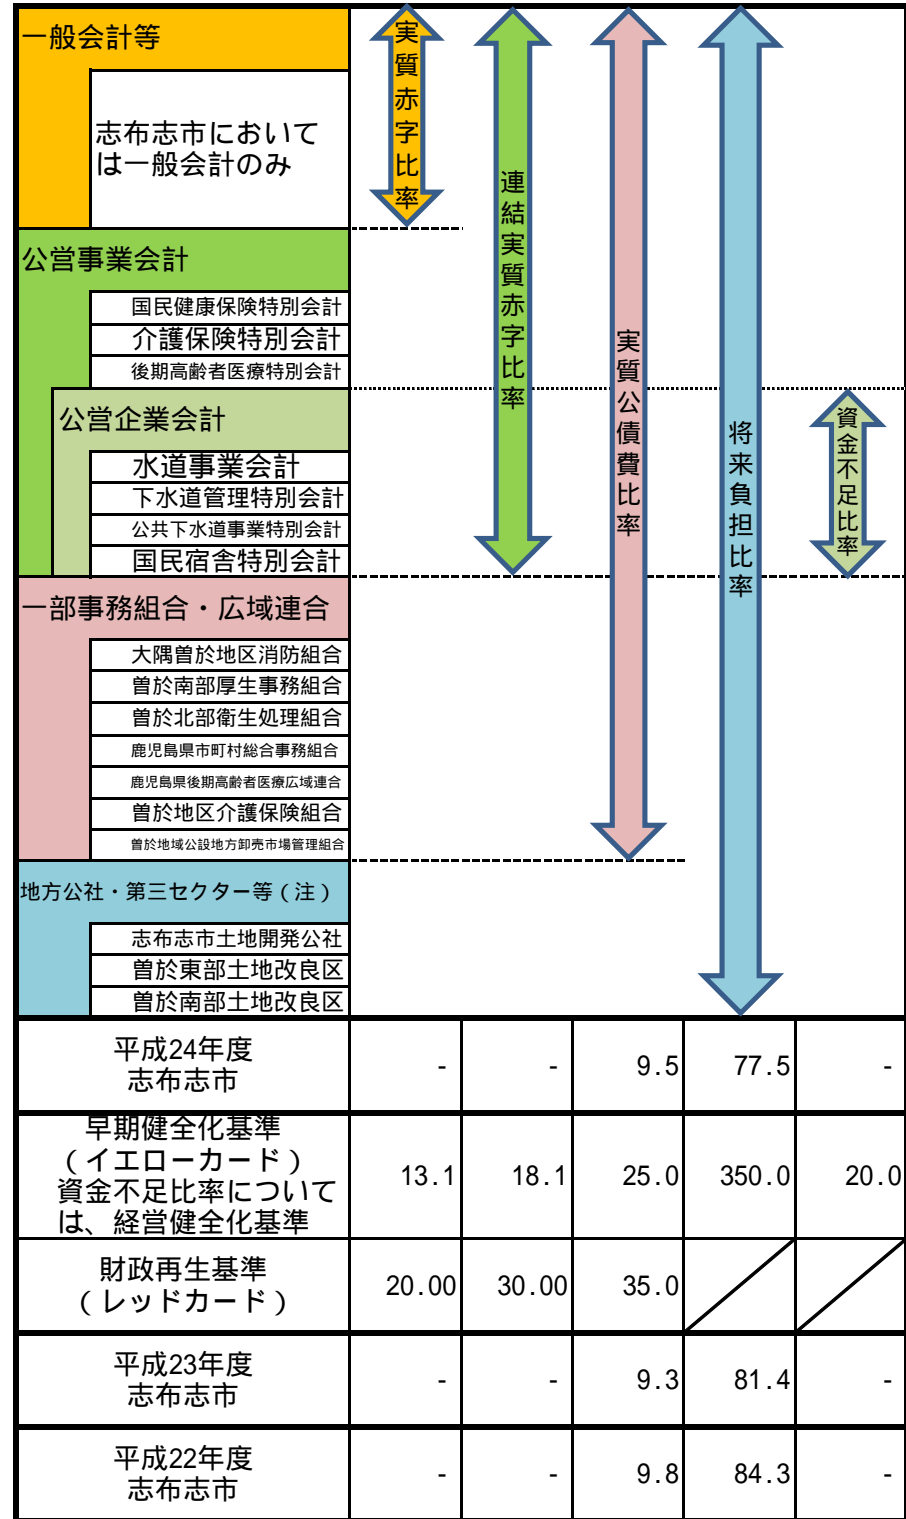 一般会計等
志布志市において
は一般会計のみ
実質赤字比率
連結実質赤字比率
実質公債費比率
将来負担比率
資金不足比率
公営事業会計
国民健康保険特別会計
介護保険特別会計
後期高齢者医療特別会計
公営企業会計
水道事業会計
下水道管理特別会計
公共下水道事業特別会計
国民宿舎特別会計
一部事務組合・広域連合
大隅曽於地区消防組合
曽於南部厚生事務組合
曽於北部衛生処理組合
鹿児島県市町村総合事務組合
鹿児島県後期高齢者医療広域連合
曽於地区介護保険組合
曽於地域公設地方卸売市場管理組合
地方公社・第三セクター等（注）
志布志市土地開発公社
曽於東部土地改良区
曽於南部土地改良区
平成24年度
志布志市
- - 9.5 77.5 -
早期健全化基準
（イエローカード）
資金不足比率について
は、経営健全化基準
13.1 18.1 25.0 350.0 20.0
財政再生基準
（レッドカード）
20.00 30.00 35.0
平成23年度
志布志市
- - 9.3 81.4 -
平成22年度
志布志市
- - 9.8 84.3 -